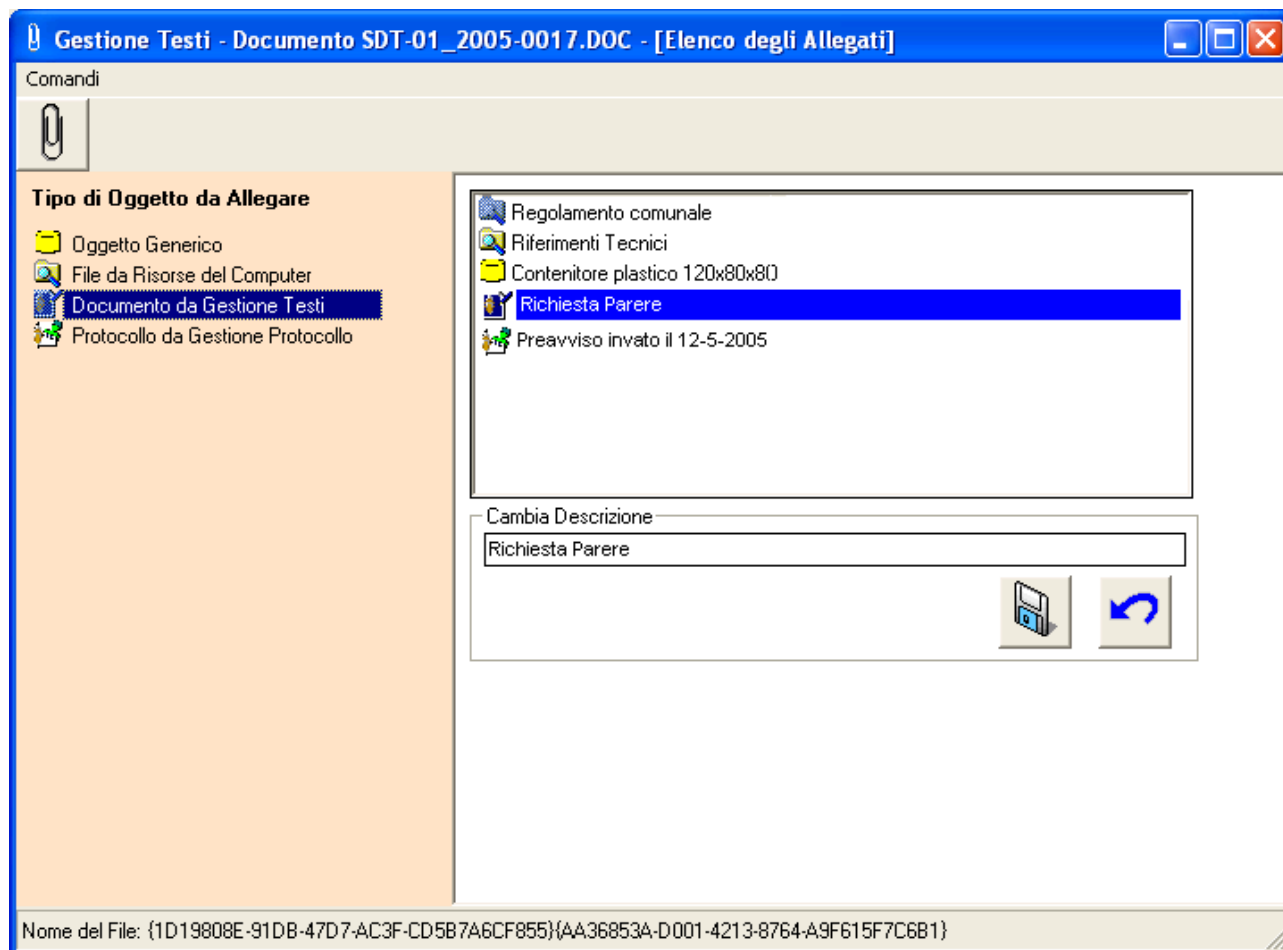 Gestione Testi - Documento SDT-01_2005-0017.DOC - [Elenco degli Allegati]
Comandi
Tipo di Oggetto da Allegare
Oggetto Generico
File da Risorse del Computer
Documento da Gestione Testi
Protocollo da Gestione Protocollo
Regolamento comunale
Riferimenti Tecnici
Contenitore plastico 120x80x80
Richiesta Parere
Preavviso invato il 12-5-2005
Cambia Descrizione
Richiesta Parere
Nome del File: {1D19808E-91DB-47D7-AC3F-CD5B7A6CF855}{AA36853A-D001-4213-8764-A9F615F7C6B1}